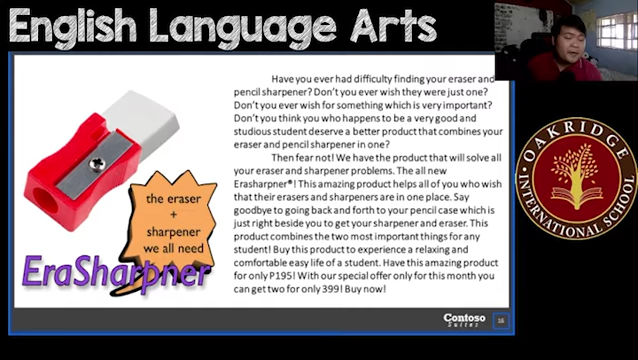 English Language Arts
Have you ever had difficulty finding your eraser and
pencil sharpener? Don't you ever wish they were just one?
Don't you ever wish for something which is very important?
Don't you think you who happens to be a very good and
studious student deserve a better product that combines your
eraser and pencil sharpener in one?
Then fear not! We have the product that will solve all
your eraser and sharpener problems. The all new
Erasharpner®! This amazing product helps all of you who wish
that their erasers and sharpeners are in one place. Say
goodbye to going back and forth to your pencil case which is
just right beside you to get your sharpener and eraser. This
product combines the two most important things for any
student! Buy this product to experience a relaxing and
comfortable easy life of a student. Have this amazing product
for only P195! With our special offer only for this month you
can get two for only 399! Buy now!
the eraser
+
sharpener
we all need
EraSharpner
Contoso
Suites
16
OAKRIDGE
INTERNATIONAL SCHOOL